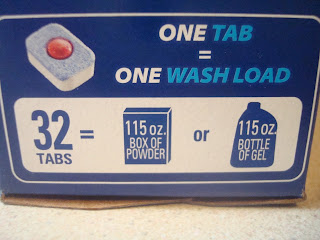 ONE TAB
=
ONE WASH LOAD
32 TABS =
115 oz. BOX OF POWDER
or
115 oz. BOTTLE OF GEL